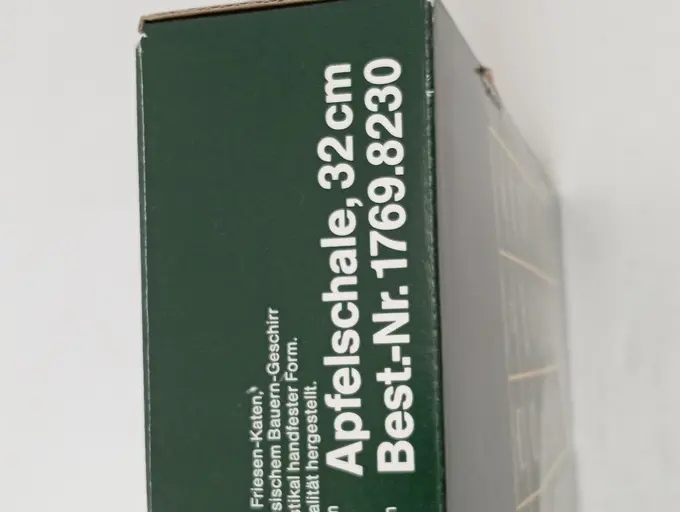 Friesen-Katen,
sischem Bauern-Geschirr
stikal handfester Form.
alität hergestellt.
Apfelschale, 32 cm
Best.-Nr. 1769.8230